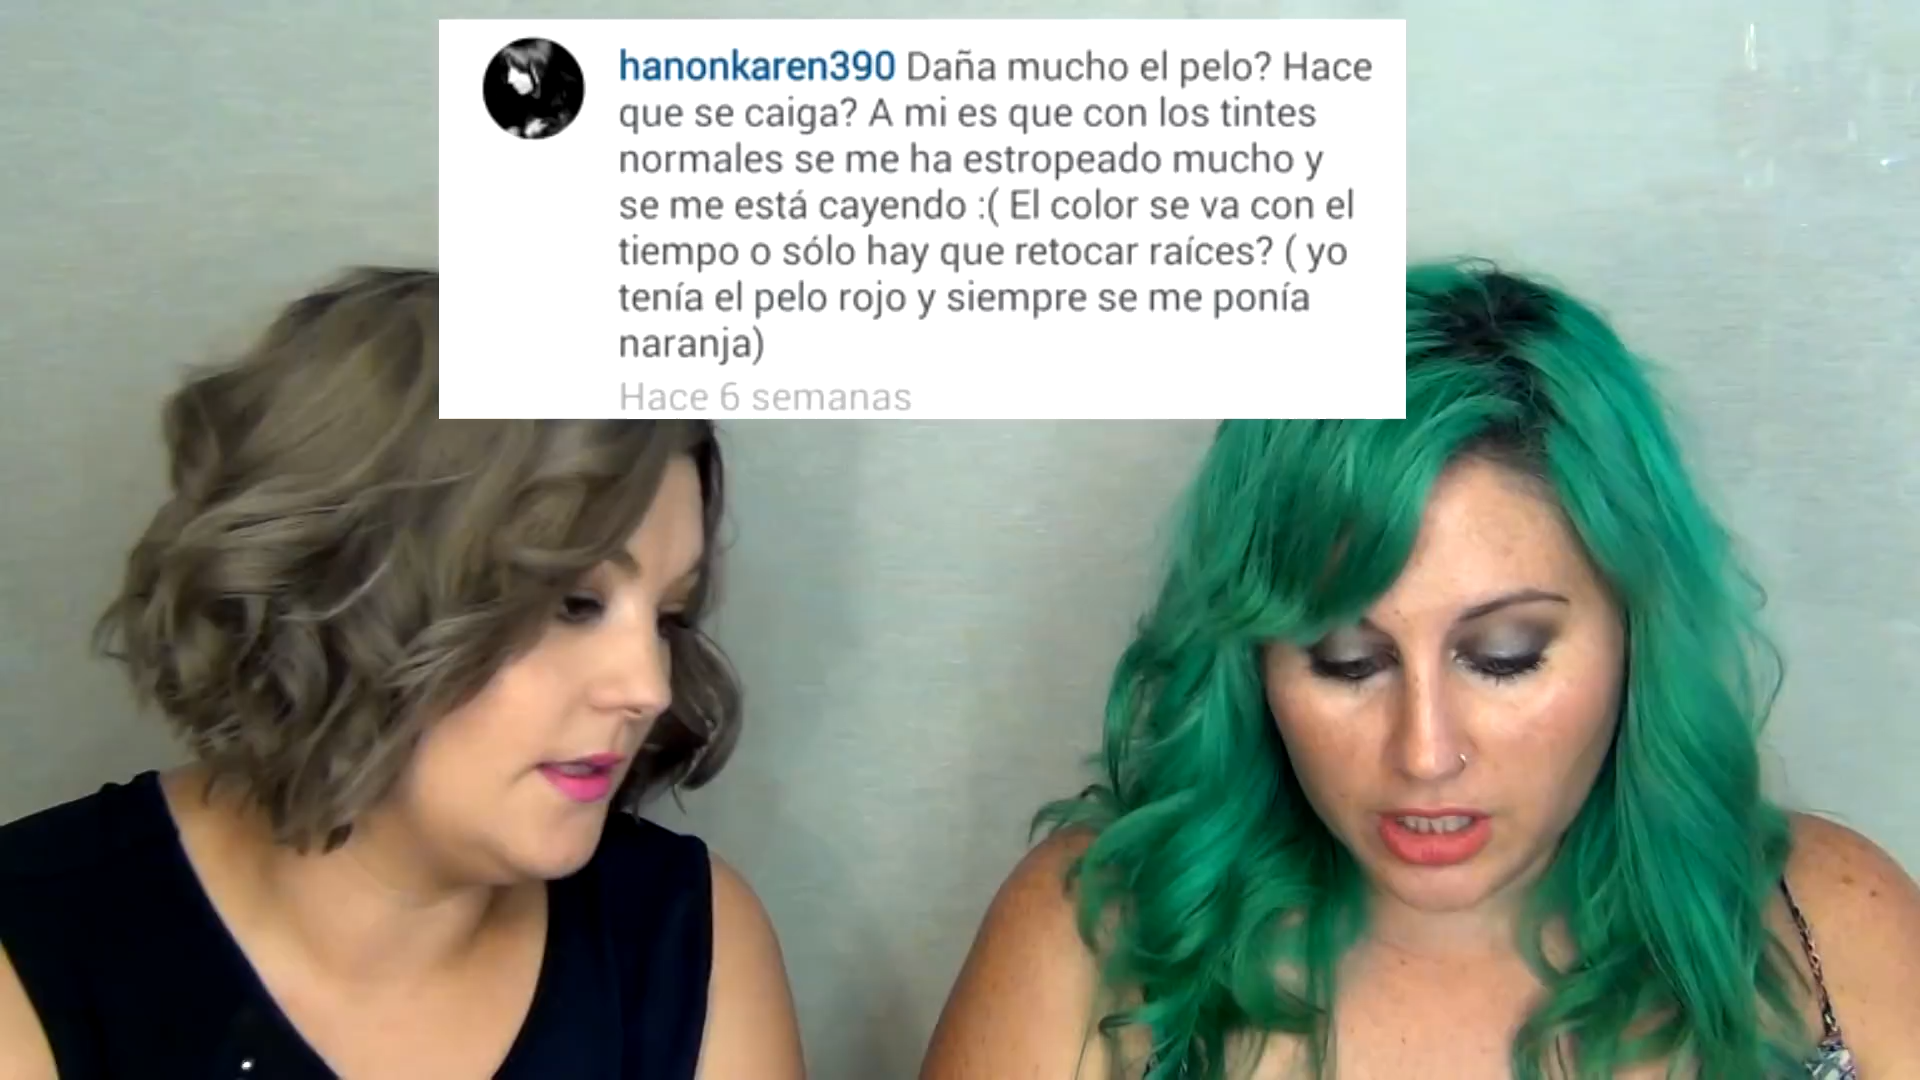 hanonkaren390 Daña mucho el pelo? Hace
que se caiga? A mi es que con los tintes
normales se me ha estropeado mucho y
se me está cayendo :( El color se va con el
tiempo o sólo hay que retocar raíces? ( yo
tenía el pelo rojo y siempre se me ponía
naranja)
Hace 6 semanas